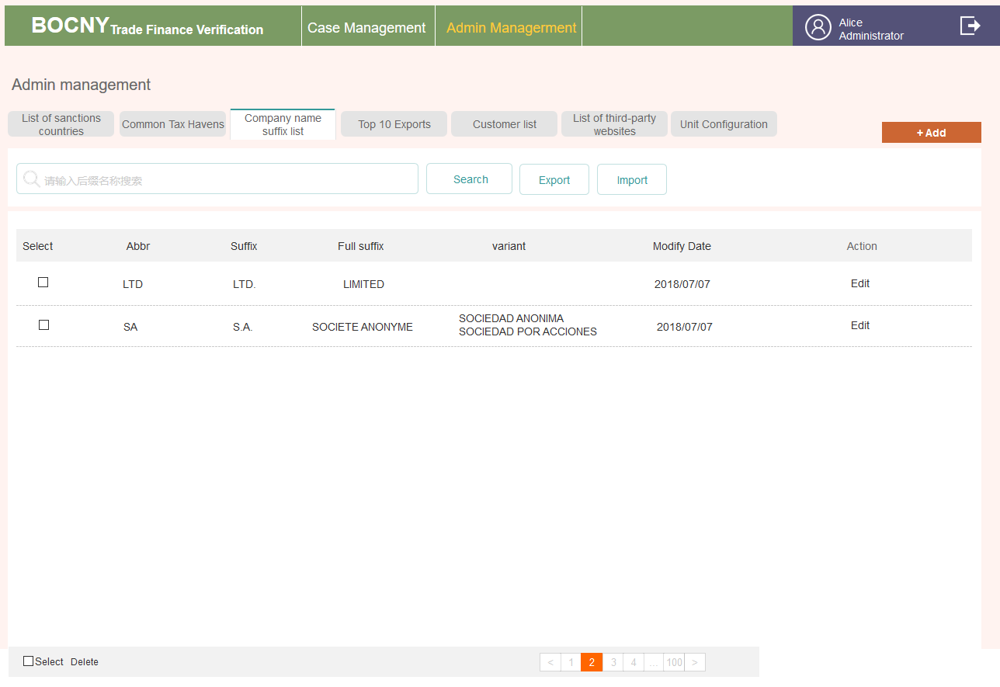 BOCNY Trade Finance Verification
Case Management
Admin Managerment
Alice
Administrator
Admin management
List of sanctions
countries
Common Tax Havens
Company name
suffix list
Top 10 Exports
Customer list
List of third-party
websites
Unit Configuration
+ Add
请输入后缀名称搜索
Search
Export
Import
Select Abbr Suffix Full suffix variant Modify Date Action
LTD LTD. LIMITED 2018/07/07 Edit
SA S.A. SOCIETE ANONYME SOCIEDAD ANONIMA
SOCIEDAD POR ACCIONES 2018/07/07 Edit
Select Delete
< 1 2 3 4 ... 100 >